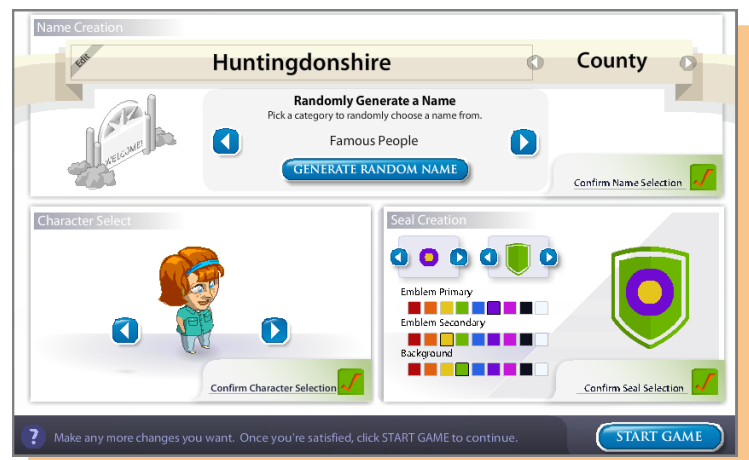 Name Creation
Edit
Huntingdonshire
County
Randomly Generate a Name
Pick a category to randomly choose a name from.
Famous People
GENERATE RANDOM NAME
WELCOME!
Confirm Name Selection
Character Select
Confirm Character Selection
Seal Creation
Emblem Primary
Emblem Secondary
Background
Confirm Seal Selection
? Make any more changes you want. Once you're satisfied, click START GAME to continue.
START GAME